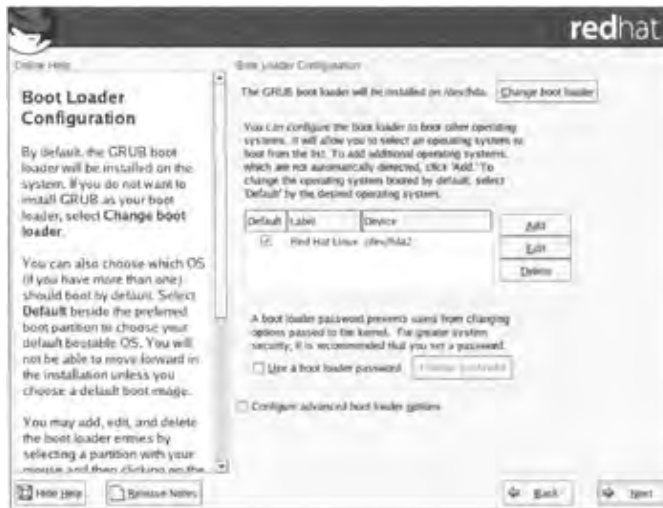 redhat
Online Help
Boot Loader
Configuration
By default, the GRUB boot
loader will be installed on the
system. If you do not want to
install GRUB as your boot
loader, select Change boot
loader.
You can also choose which OS
(if you have more than one)
should boot by default. Select
Default beside the preferred
boot partition to choose your
default bootable OS. You will
not be able to move forward in
the installation unless you
choose a default boot image.
You may add, edit, and delete
the boot loader entries by
selecting a partition with your
mouse and then clicking on the
Hide Help
Release Notes
Boot Loader Configuration
The GRUB boot loader will be installed on /dev/hda.
Change boot loader
You can configure the boot loader to boot other operating
systems. It will allow you to select an operating system to
boot from the list. To add additional operating systems,
which are not automatically detected, click 'Add.' To
change the operating system booted by default, select
'Default' by the desired operating system.
Default Label Device
Red Hat Linux /dev/hda2
Add
Edit
Delete
A boot loader password prevents users from changing
options passed to the kernel. For greater system
security, it is recommended that you set a password.
Use a boot loader password
Configure advanced boot loader options
Back
Next